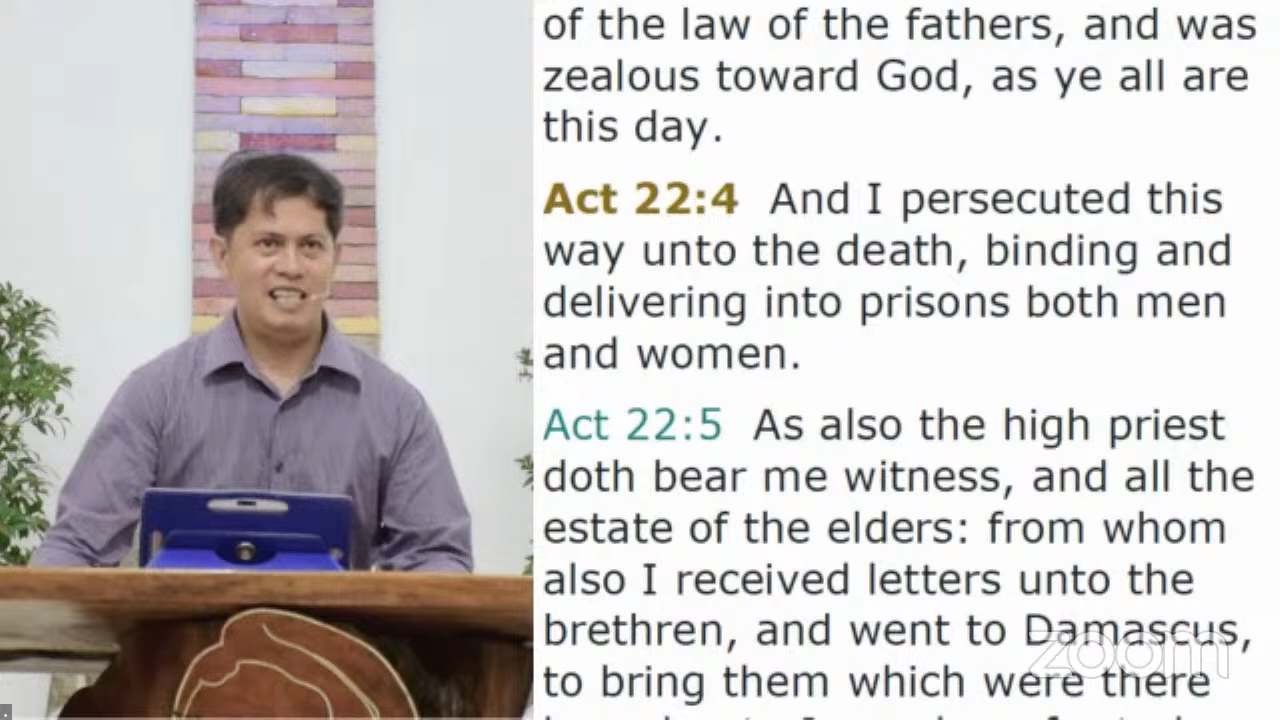 of the law of the fathers, and was
zealous toward God, as ye all are
this day.
Act 22:4 And I persecuted this
way unto the death, binding and
delivering into prisons both men
and women.
Act 22:5 As also the high priest
doth bear me witness, and all the
estate of the elders: from whom
also I received letters unto the
brethren, and went to Damascus,
to bring them which were there
zoom